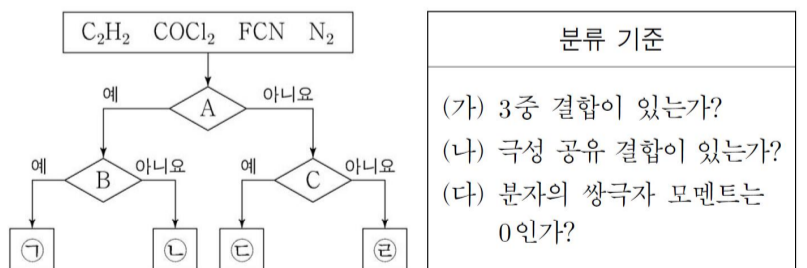 C₂H₂ COCl₂ FCN N₂
예 A 아니요
예 B 아니요 예 C 아니요
㉠ ㉡ ㉢ ㉣
분류 기준
(가) 3중 결합이 있는가?
(나) 극성 공유 결합이 있는가?
(다) 분자의 쌍극자 모멘트는
0인가?